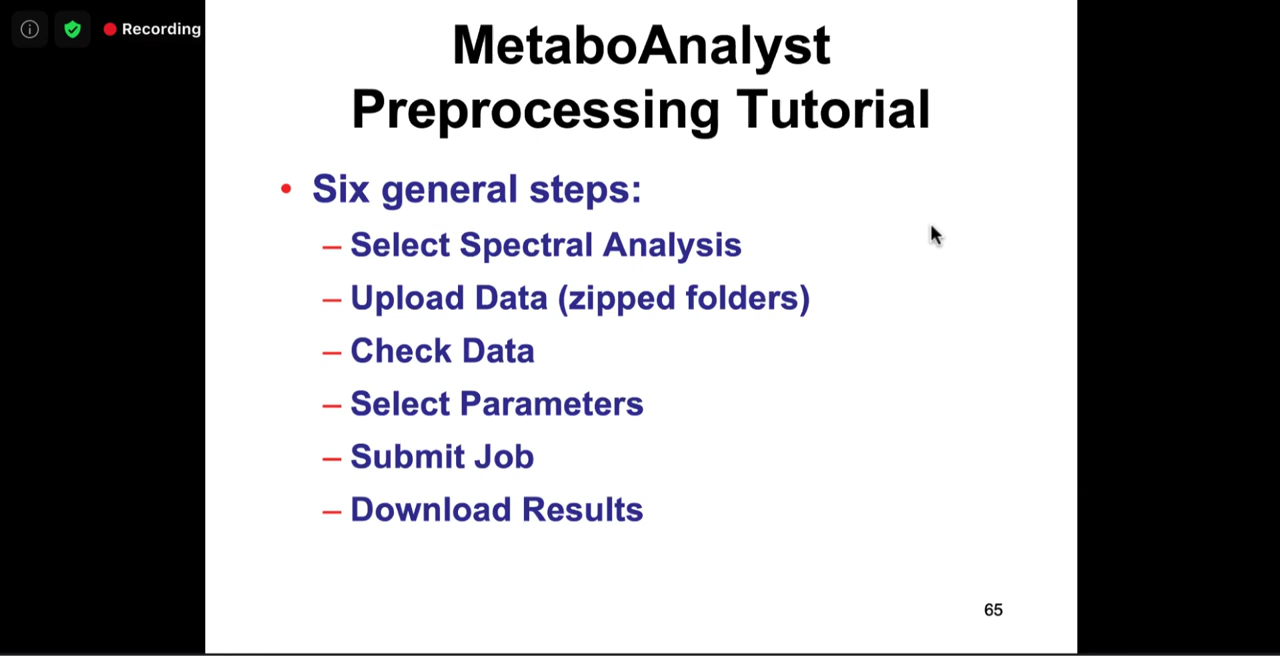 Recording
MetaboAnalyst
Preprocessing Tutorial
• Six general steps:
– Select Spectral Analysis
– Upload Data (zipped folders)
– Check Data
– Select Parameters
– Submit Job
– Download Results
65